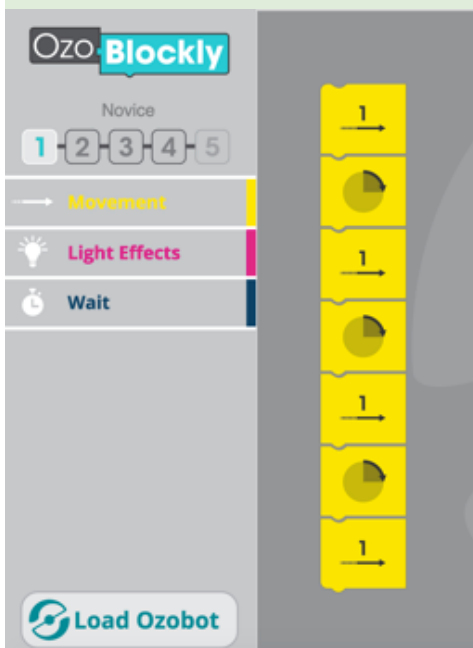 Ozo Blockly
Novice
1 2 3 4 5
Movement
Light Effects
Wait
Load Ozobot
1
1
1
1